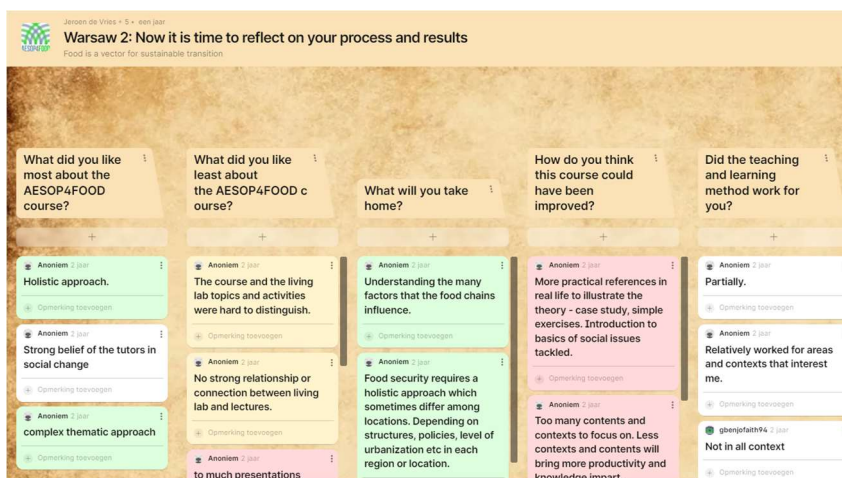 Jeroen de Vries + 5 • een jaar
Warsaw 2: Now it is time to reflect on your process and results
Food is a vector for sustainable transition
AESOP4FOOD
What did you like
most about the
AESOP4FOOD
course?
+
Anoniem 2 jaar
Holistic approach.
Opmerking toevoegen
Anoniem 2 jaar
Strong belief of the tutors in
social change
Opmerking toevoegen
Anoniem 2 jaar
complex thematic approach
Opmerking toevoegen
What did you like
least about
the AESOP4FOOD c
ourse?
+
Anoniem 2 jaar
The course and the living
lab topics and activities
were hard to distinguish.
Opmerking toevoegen
Anoniem 2 jaar
No strong relationship or
connection between living
lab and lectures.
Opmerking toevoegen
Anoniem 2 jaar
to much presentations
What will you take
home?
+
Anoniem 2 jaar
Understanding the many
factors that the food chains
influence.
Opmerking toevoegen
Anoniem 2 jaar
Food security requires a
holistic approach which
sometimes differ among
locations. Depending on
structures, policies, level of
urbanization etc in each
region or location.
How do you think
this course could
have been
improved?
+
Anoniem 2 jaar
More practical references in
real life to illustrate the
theory - case study, simple
exercises. Introduction to
basics of social issues
tackled.
Opmerking toevoegen
Anoniem 2 jaar
Too many contents and
contexts to focus on. Less
contexts and contents will
bring more productivity and
knowledge impart
Did the teaching
and learning
method work for
you?
+
Anoniem 2 jaar
Partially.
Opmerking toevoegen
Anoniem 2 jaar
Relatively worked for areas
and contexts that interest
me.
Opmerking toevoegen
gbenjofaith94 2 jaar
Not in all context
Opmerking toevoegen